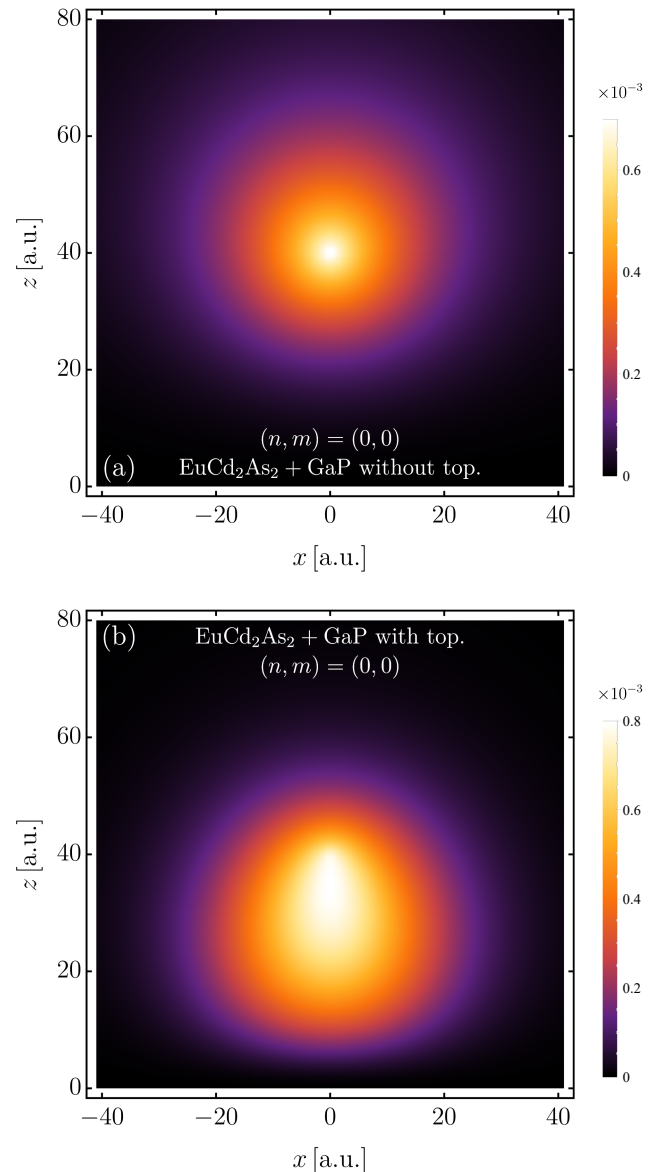 80
60
40
20
0
z [a.u.]
(n, m) = (0, 0)
(a) EuCd₂As₂ + GaP without top.
−40 −20 0 20 40
x [a.u.]
×10⁻³
0.6
0.4
0.2
0
80
60
40
20
0
z [a.u.]
(b) EuCd₂As₂ + GaP with top.
(n, m) = (0, 0)
−40 −20 0 20 40
x [a.u.]
×10⁻³
0.8
0.6
0.4
0.2
0